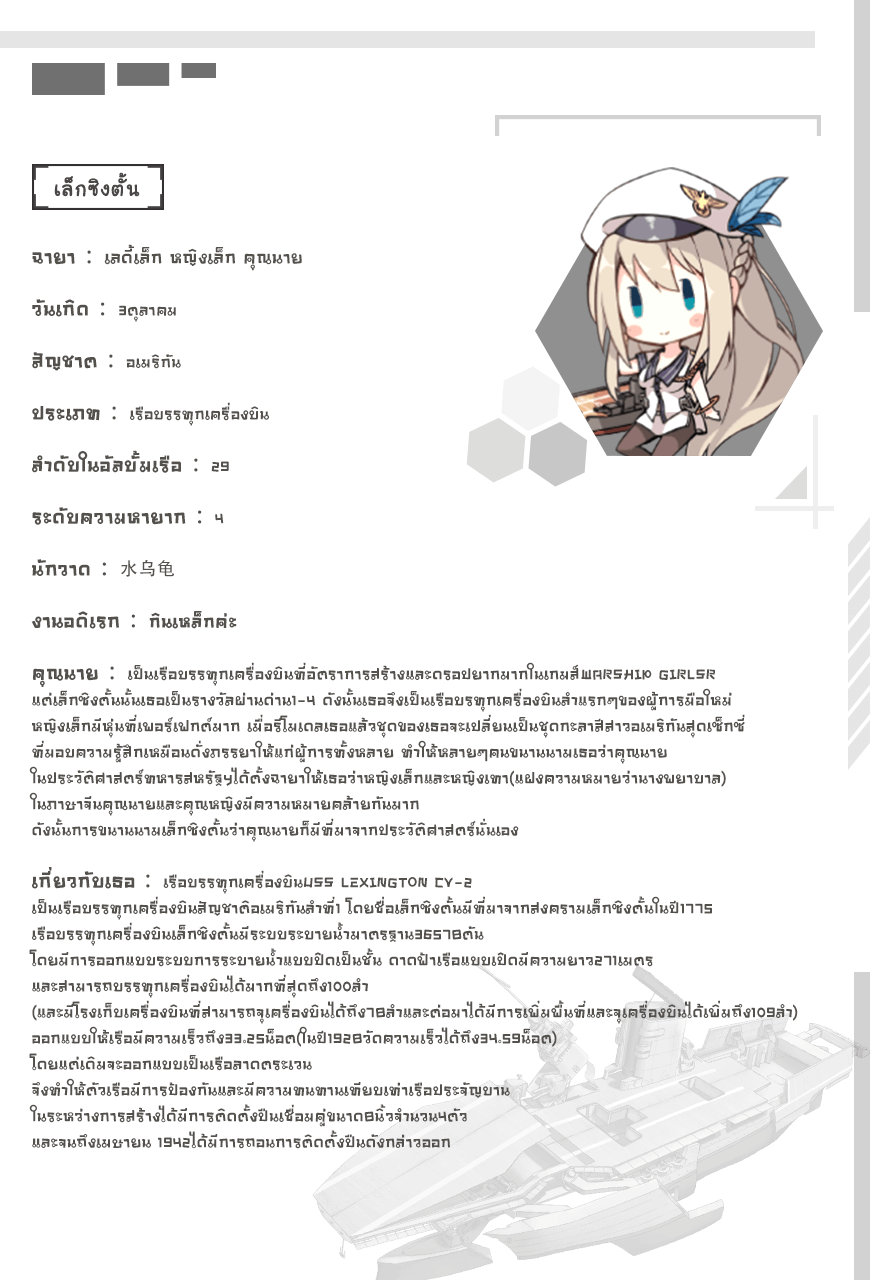 เล็กซิงตั้น
ฉายา : เลดี้เล็ก หญิงเล็ก คุณนาย
วันเกิด : 3ตุลาคม
สัญชาต : อเมริกัน
ประเภท : เรือบรรทุกเครื่องบิน
ลำดับในอัลบั้มเรือ : 29
ระดับความหายาก : 4
นักวาด : 水乌龟
งานอดิเรก : กินเหล็กค่ะ
คุณนาย : เป็นเรือบรรทุกเครื่องบินที่อัตราการสร้างและดรอปยากมากในเกมส์WARSHIP GIRLSR
แต่เล็กซิงตั้นนั้นเธอเป็นรางวัลผ่านด่าน1-4 ดังนั้นเธอจึงเป็นเรือบรทุกเครื่องบินลำแรกๆของผู้การมือใหม่
หญิงเล็กมีหุ่นที่เพอร์เฟกต์มาก เมื่อรีโมเดลเธอแล้วชุดของเธอจะเปลี่ยนเป็นชุดกะลาสีสาวอเมริกันสุดเซ็กซี่
ที่มอบความรู้สึกเหมือนดั่งภรรยาให้แก่ผู้การทั้งหลาย ทำให้หลายๆคนขนานนามเธอว่าคุณนาย
ในประวัติศาสตร์ทหารสหรัฐฯได้ตั้งฉายาให้เธอว่าหญิงเล็กและหญิงเทา(แฝงความหมายว่านางพยาบาล)
ในภาษาจีนคุณนายและคุณหญิงมีความหมายคล้ายกันมาก
ดังนั้นการขนานนามเล็กซิงตั้นว่าคุณนายก็มีที่มาจากประวัติศาสตร์นั่นเอง
เกี่ยวกับเธอ : เรือบรรทุกเครื่องบินUSS LEXINGTON CV-2
เป็นเรือบรรทุกเครื่องบินสัญชาติอเมริกันลำที่1 โดยชื่อเล็กซิงตั้นมีที่มาจากสงครามเล็กซิงตั้นในปี1775
เรือบรรทุกเครื่องบินเล็กซิงตั้นมีระบบระบายน้ำมาตรฐาน36578ตัน
โดยมีการออกแบบระบบการระบายน้ำแบบปิดเป็นชั้น ดาดฟ้าเรือแบบเปิดมีความยาว271เมตร
และสามารถบรรทุกเครื่องบินได้มากที่สุดถึง100ลำ
(และมีโรงเก็บเครื่องบินที่สามารถจุเครื่องบินได้ถึง78ลำและต่อมาได้มีการเพิ่มพื้นที่และจุเครื่องบินได้เพิ่มถึง109ลำ)
ออกแบบให้เรือมีความเร็วถึง33.25น็อต(ในปี1928วัดความเร็วได้ถึง34.59น็อต)
โดยแต่เดิมจะออกแบบเป็นเรือลาดตระเวน
จึงทำให้ตัวเรือมีการป้องกันและมีความทนทานเทียบเท่าเรือประจัญบาน
ในระหว่างการสร้างได้มีการติดตั้งปืนเชื่อมคู่ขนาด8นิ้วจำนวน4ตัว
และจนถึงเมษายน 1942ได้มีการถอนการติดตั้งปืนดังกล่าวออก